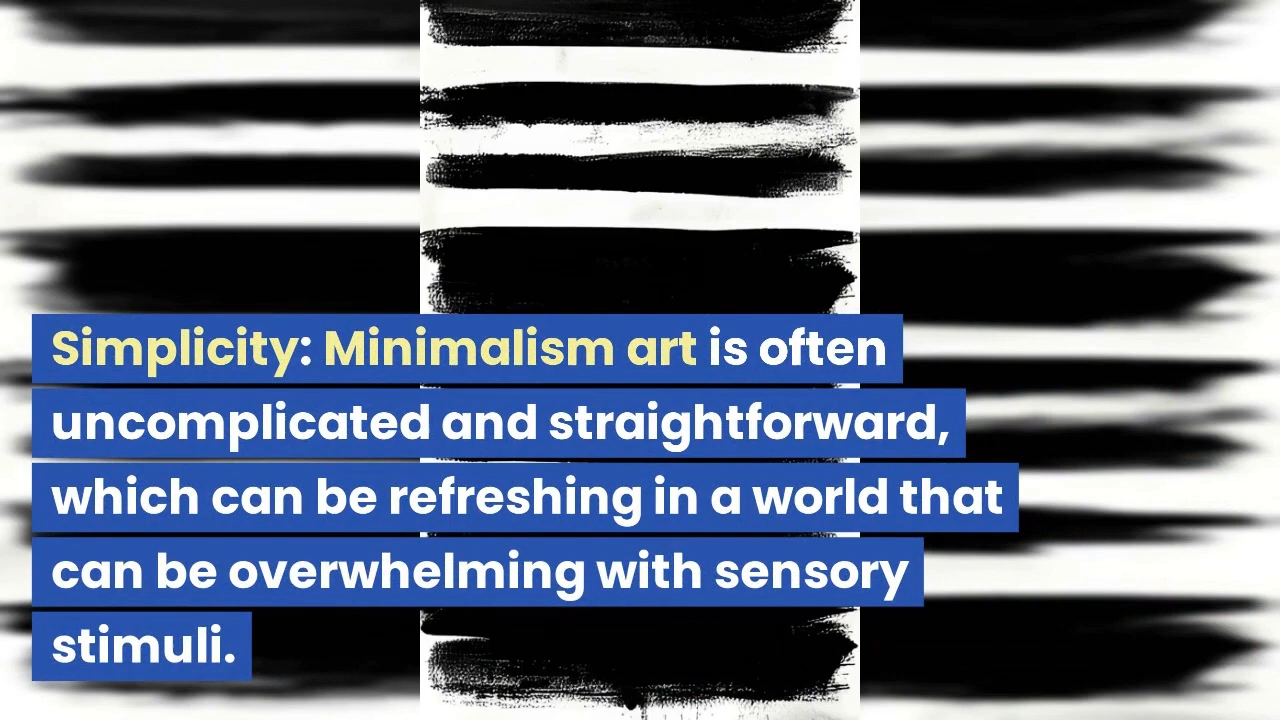 Simplicity: Minimalism art is often
uncomplicated and straightforward,
which can be refreshing in a world that
can be overwhelming with sensory
stimuli.